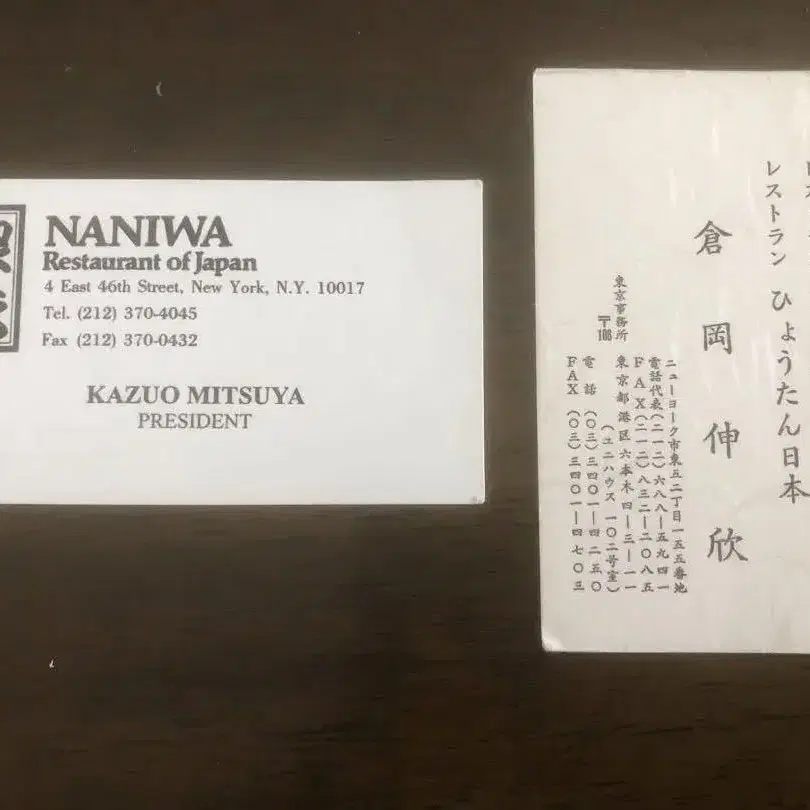 NANIWA
Restaurant of Japan
4 East 46th Street, New York, N.Y. 10017
Tel. (212) 370-4045
Fax (212) 370-0432
KAZUO MITSUYA
PRESIDENT
レストラン ひょうたん日本
倉岡伸欣
ニューヨーク市東五二丁目一五五番地
電話代表(二一二)六八八―五九四一
FAX(二一二)八三二―二〇八五
東京事務所
〒106
東京都港区六本木四―三―一一
(ユニハウス 一〇二号室)
電話(〇三)三四〇一―四二五〇
FAX(〇三)三四〇一―四七〇三